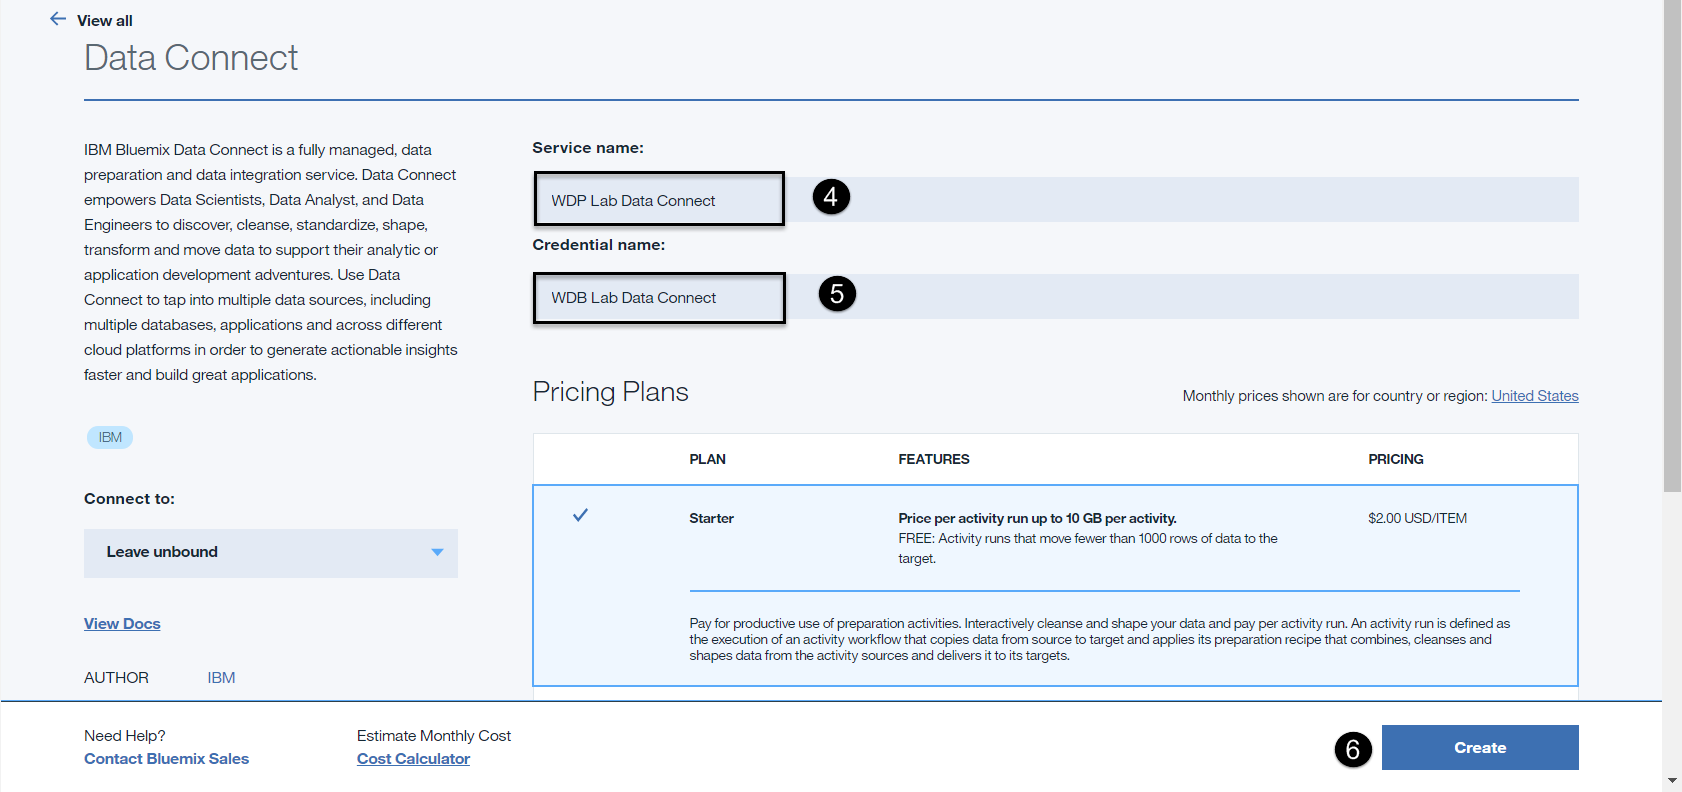 View all
Data Connect
IBM Bluemix Data Connect is a fully managed, data
preparation and data integration service. Data Connect
empowers Data Scientists, Data Analyst, and Data
Engineers to discover, cleanse, standardize, shape,
transform and move data to support their analytic or
application development adventures. Use Data
Connect to tap into multiple data sources, including
multiple databases, applications and across different
cloud platforms in order to generate actionable insights
faster and build great applications.
IBM
Connect to:
Leave unbound
View Docs
AUTHOR IBM
Service name:
WDP Lab Data Connect 4
Credential name:
WDB Lab Data Connect 5
Pricing Plans
Monthly prices shown are for country or region: United States
PLAN FEATURES PRICING
Starter Price per activity run up to 10 GB per activity. $2.00 USD/ITEM
FREE: Activity runs that move fewer than 1000 rows of data to the
target.
Pay for productive use of preparation activities. Interactively cleanse and shape your data and pay per activity run. An activity run is defined as
the execution of an activity workflow that copies data from source to target and applies its preparation recipe that combines, cleanses and
shapes data from the activity sources and delivers it to its targets.
Need Help?
Contact Bluemix Sales
Estimate Monthly Cost
Cost Calculator
6 Create